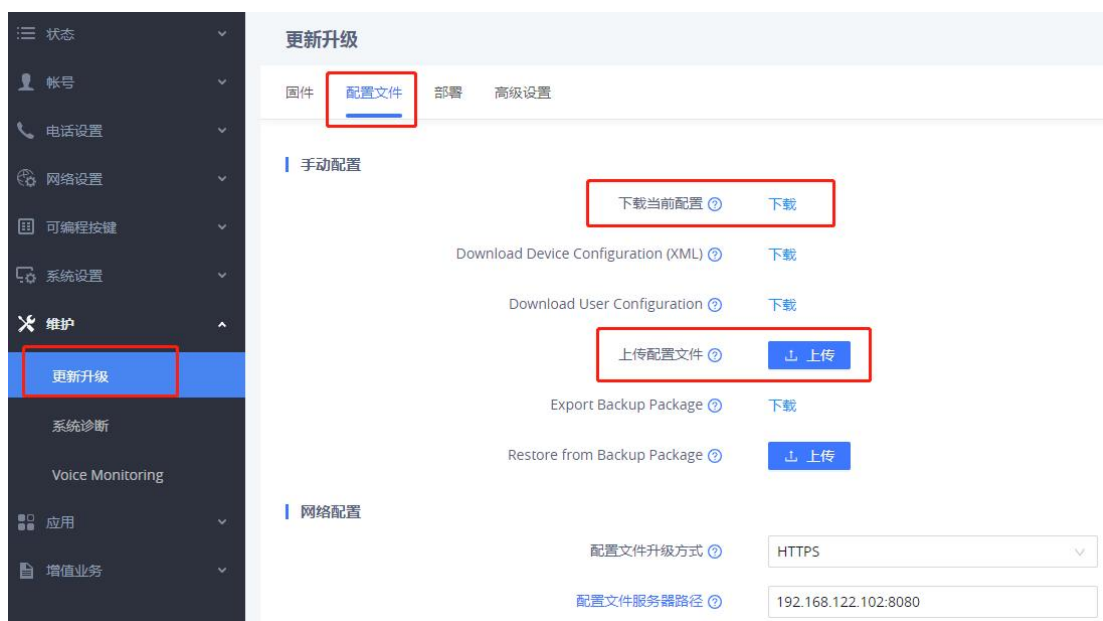 状态
帐号
电话设置
网络设置
可编程按键
系统设置
维护
更新升级
系统诊断
Voice Monitoring
应用
增值业务
更新升级
固件 配置文件 部署 高级设置
手动配置
下载当前配置 下载
Download Device Configuration (XML) 下载
Download User Configuration 下载
上传配置文件 上传
Export Backup Package 下载
Restore from Backup Package 上传
网络配置
配置文件升级方式 HTTPS
配置文件服务器路径 192.168.122.102:8080